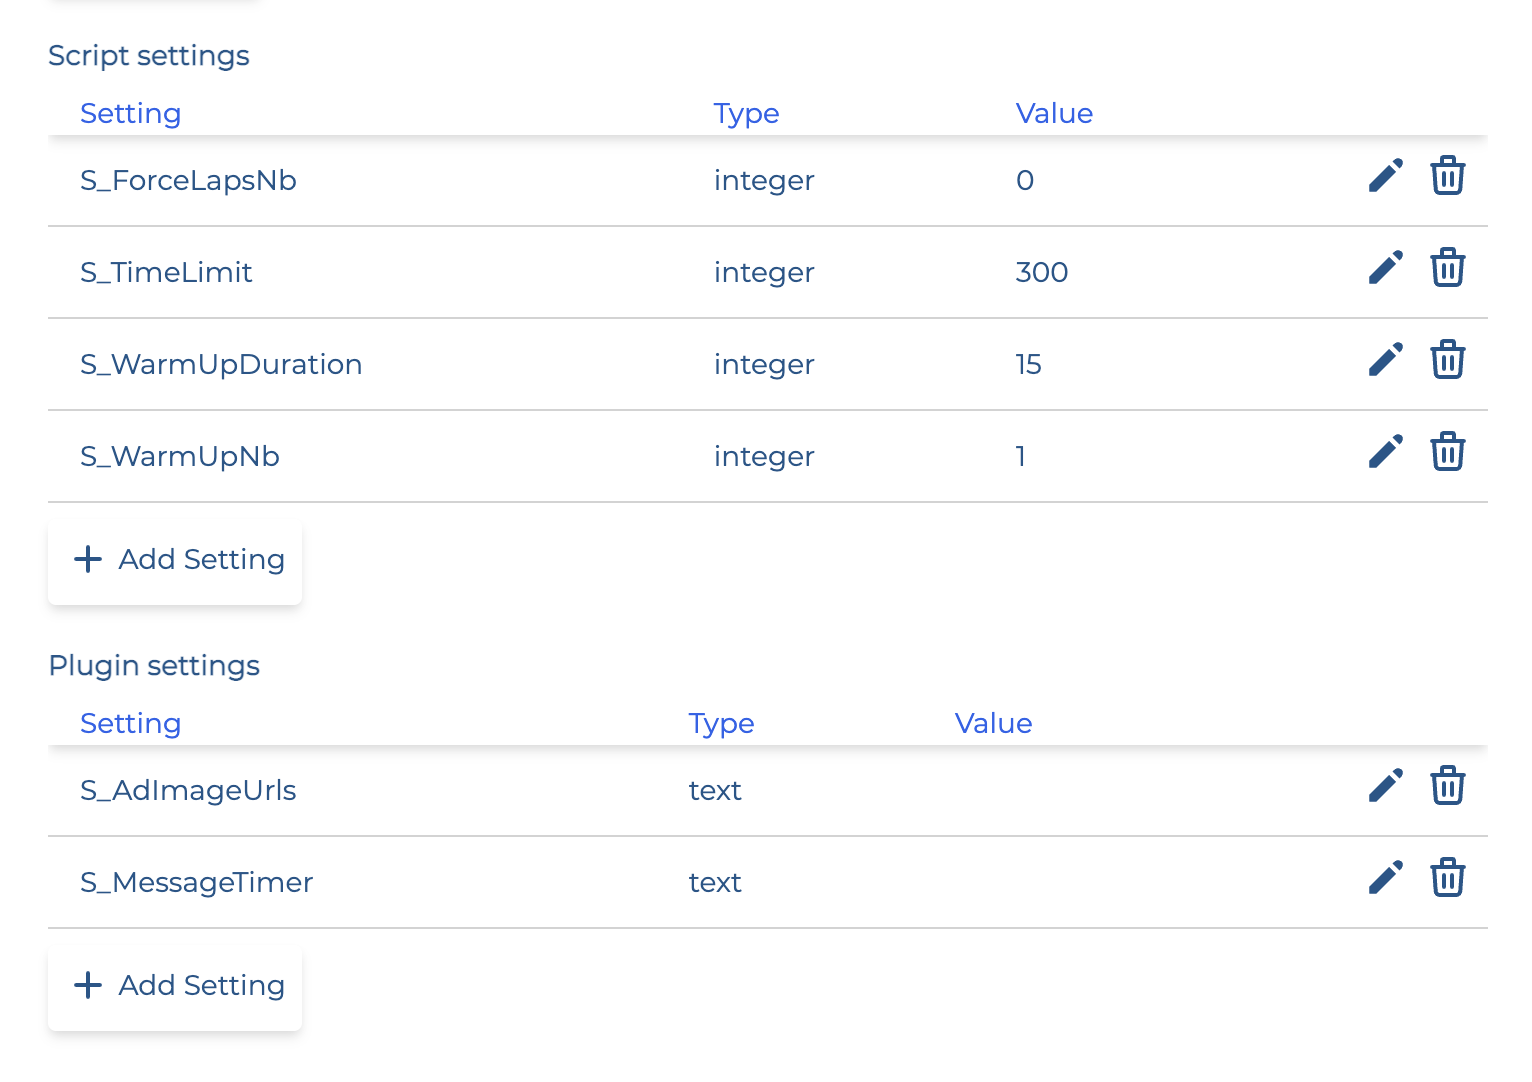 Script settings
Setting Type Value
S_ForceLapsNb integer 0
S_TimeLimit integer 300
S_WarmUpDuration integer 15
S_WarmUpNb integer 1
Add Setting
Plugin settings
Setting Type Value
S_AdImageUrls text
S_MessageTimer text
Add Setting